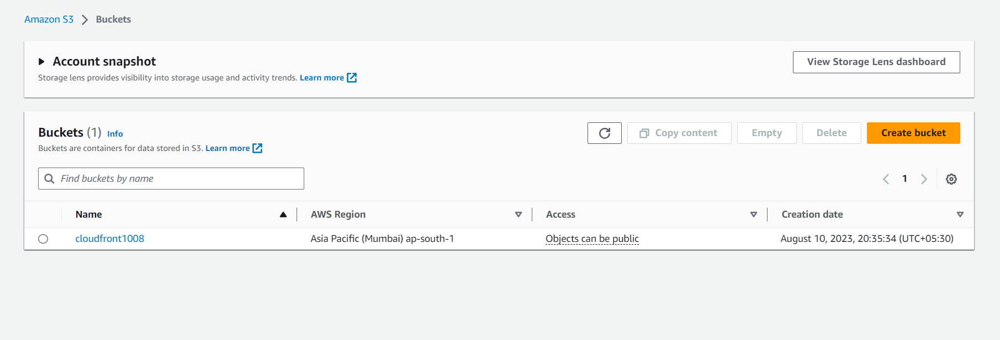 Amazon S3 > Buckets
Account snapshot
View Storage Lens dashboard
Storage lens provides visibility into storage usage and activity trends. Learn more
Buckets (1) Info
Copy content Empty Delete Create bucket
Buckets are containers for data stored in S3. Learn more
Find buckets by name
1
Name AWS Region Access Creation date
cloudfront1008 Asia Pacific (Mumbai) ap-south-1 Objects can be public August 10, 2023, 20:35:34 (UTC+05:30)